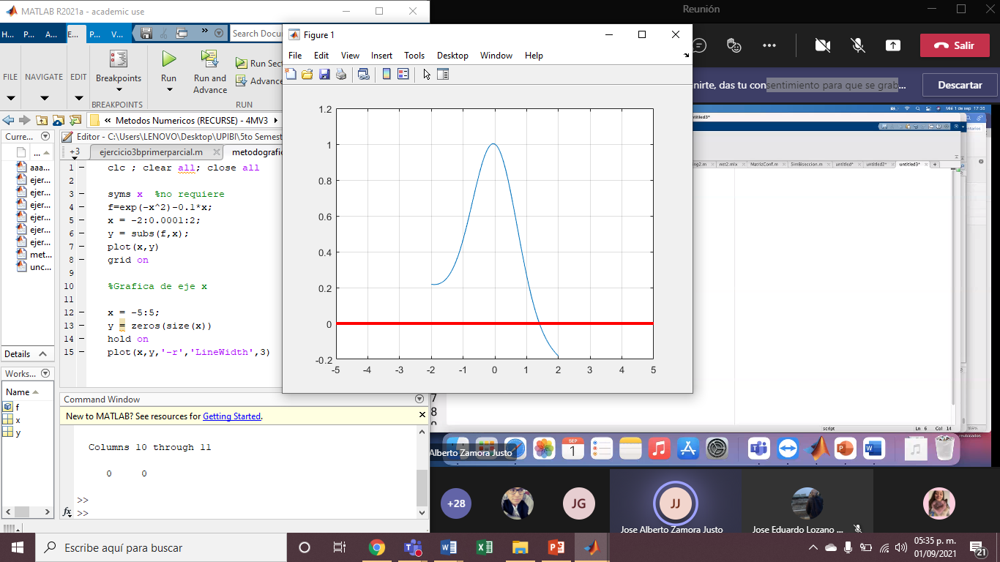 MATLAB R2021a - academic use
H...
P...
A...
E...
P...
V...
»
Search Docu
FILE
NAVIGATE
EDIT
Breakpoints
Run
Run and
Advance
Run Sect
Advance
BREAKPOINTS
RUN
« Metodos Numericos (RECURSE) - 4MV3
Curre...
...
aaa...
ejer...
ejer...
ejer...
ejer...
ejer...
ejer...
met...
unc...
Details
Works...
Name
f
x
y
Editor - C:\Users\LENOVO\Desktop\UPIBI\5to Semest
+3
ejercicio3bprimerparcial.m
metodografic
1 clc ; clear all; close all
2
3 syms x %no requiere
4 f=exp(-x^2)-0.1*x;
5 x = -2:0.0001:2;
6 y = subs(f,x);
7 plot(x,y)
8 grid on
9
10 %Grafica de eje x
11
12 x = -5:5;
13 y = zeros(size(x))
14 hold on
15 plot(x,y,'-r','LineWidth',3)
Command Window
New to MATLAB? See resources for Getting Started.
Columns 10 through 11
0 0
>>
fx >>
Figure 1
File Edit View Insert Tools Desktop Window Help
1.2
1
0.8
0.6
0.4
0.2
0
-0.2
-5 -4 -3 -2 -1 0 1 2 3 4 5
Reunión
Salir
nirte, das tu consentimiento para que se grab...
Descartar
Mié 1 de sep 17:35
ntitled3*
ng2.m
net2.mlx
MatrizConf.m
SimBiseccion.m
untitled*
untitled2*
untitled3*
+
7
8
script
Ln 6 Col 14
SEP
1
Alberto Zamora Justo
+28
JG
JJ
Jose Alberto Zamora Justo
Jose Eduardo Lozano ...
Escribe aquí para buscar
05:35 p. m.
01/09/2021
21